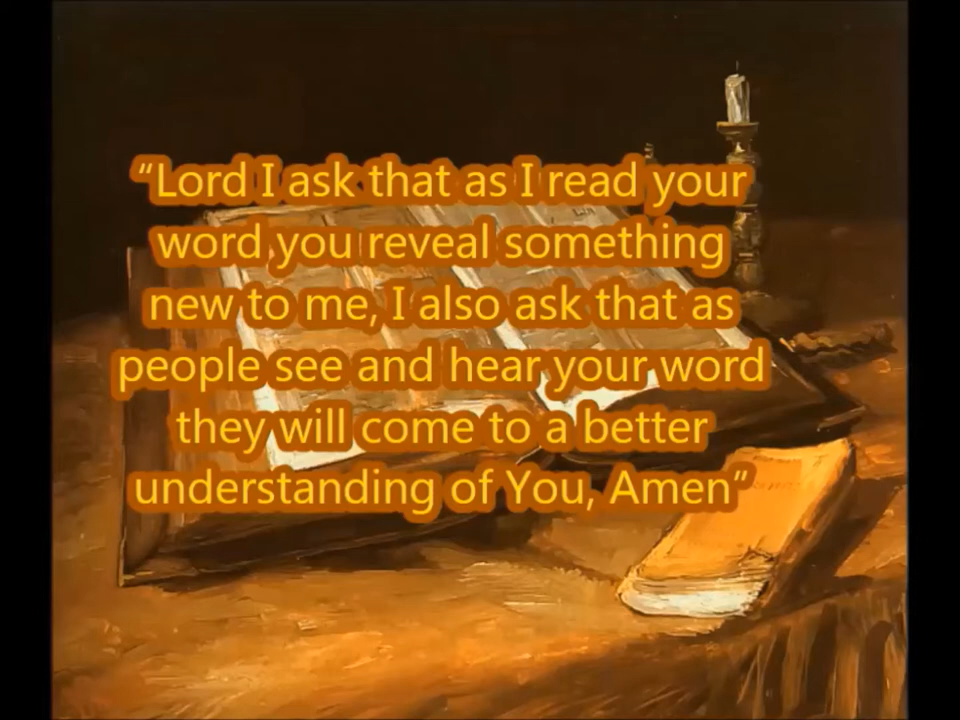 “Lord I ask that as I read your
word you reveal something
new to me, I also ask that as
people see and hear your word
they will come to a better
understanding of You, Amen”